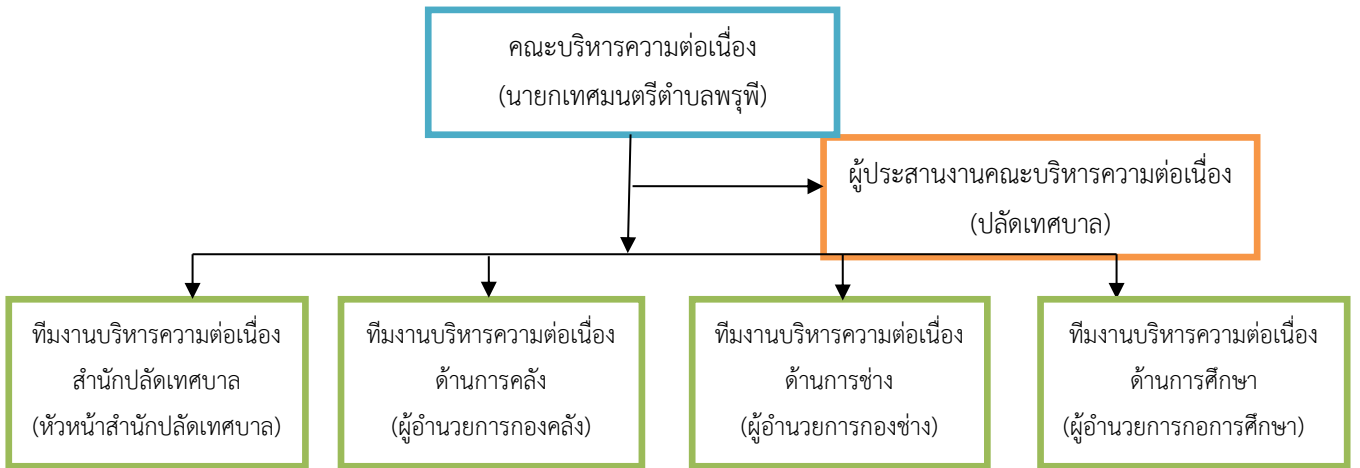 คณะบริหารความต่อเนื่อง
(นายกเทศมนตรีตำบลพรุพี)
ผู้ประสานงานคณะบริหารความต่อเนื่อง
(ปลัดเทศบาล)
ทีมงานบริหารความต่อเนื่อง
สำนักปลัดเทศบาล
(หัวหน้าสำนักปลัดเทศบาล)
ทีมงานบริหารความต่อเนื่อง
ด้านการคลัง
(ผู้อำนวยการกองคลัง)
ทีมงานบริหารความต่อเนื่อง
ด้านการช่าง
(ผู้อำนวยการกองช่าง)
ทีมงานบริหารความต่อเนื่อง
ด้านการศึกษา
(ผู้อำนวยการกอการศึกษา)